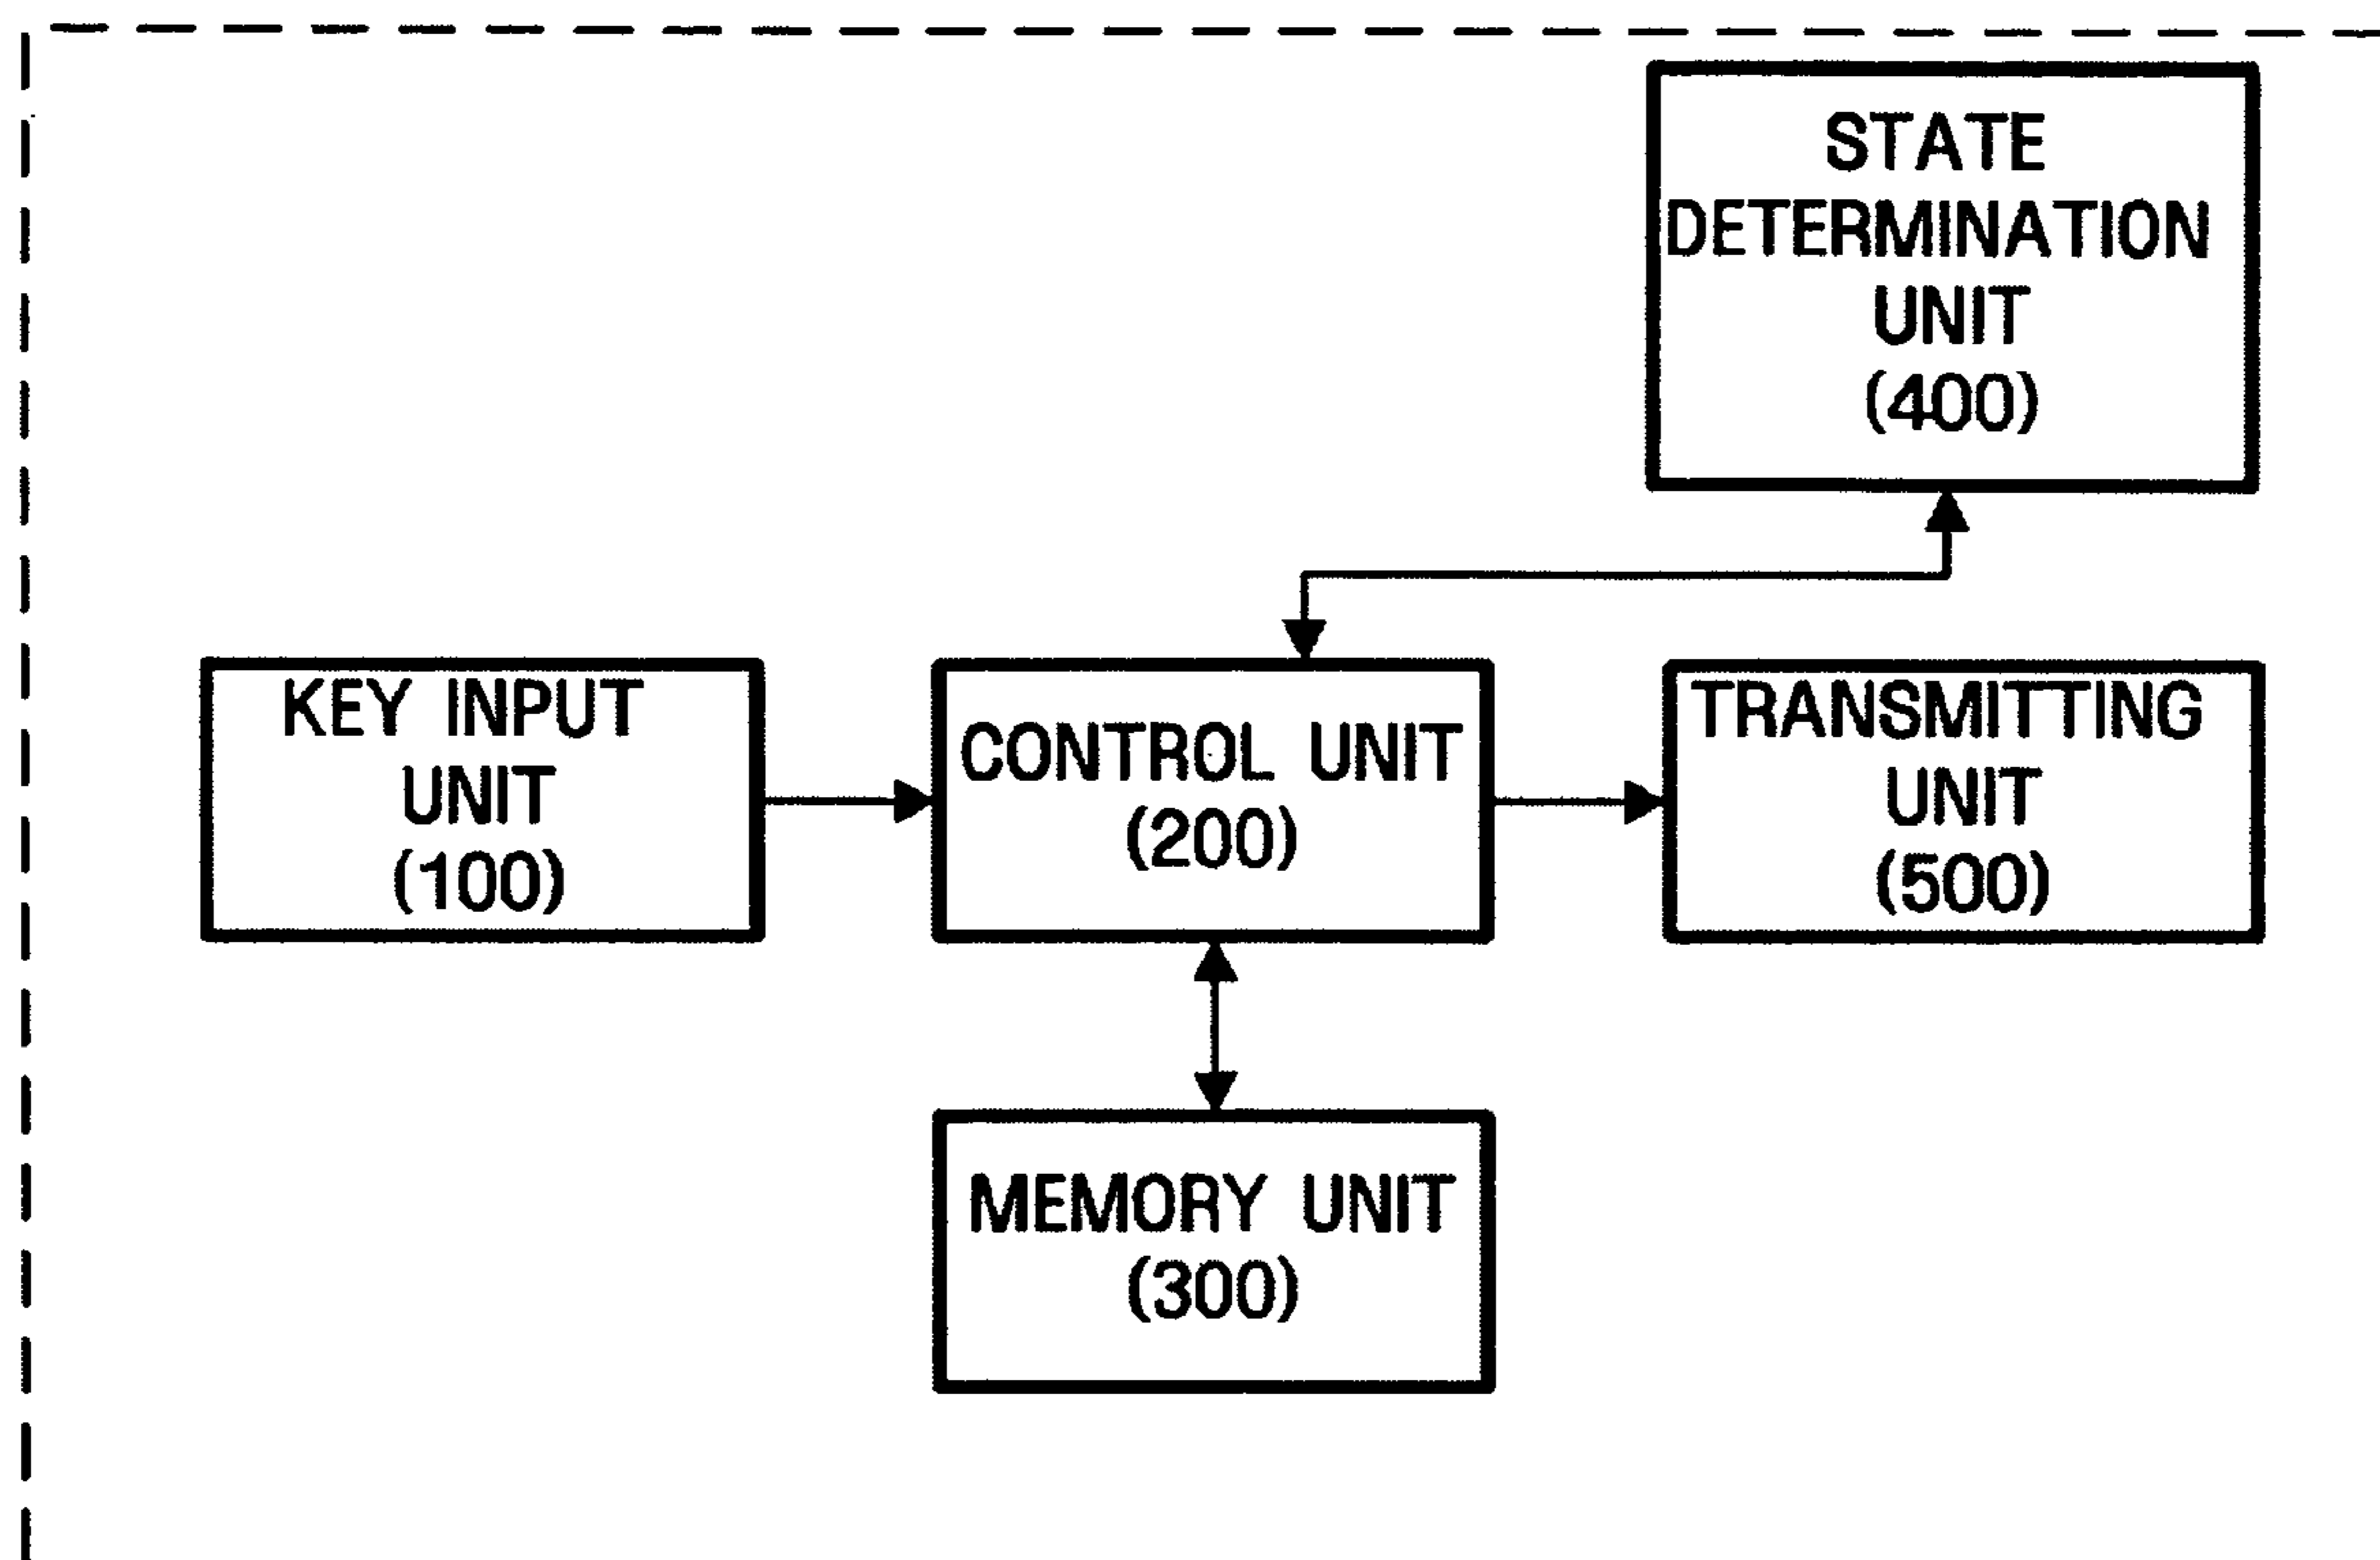 STATE
DETERMINATION
UNIT
(400)
KEY INPUT
UNIT
(100)
CONTROL UNIT
(200)
TRANSMITTING
UNIT
(500)
MEMORY UNIT
(300)